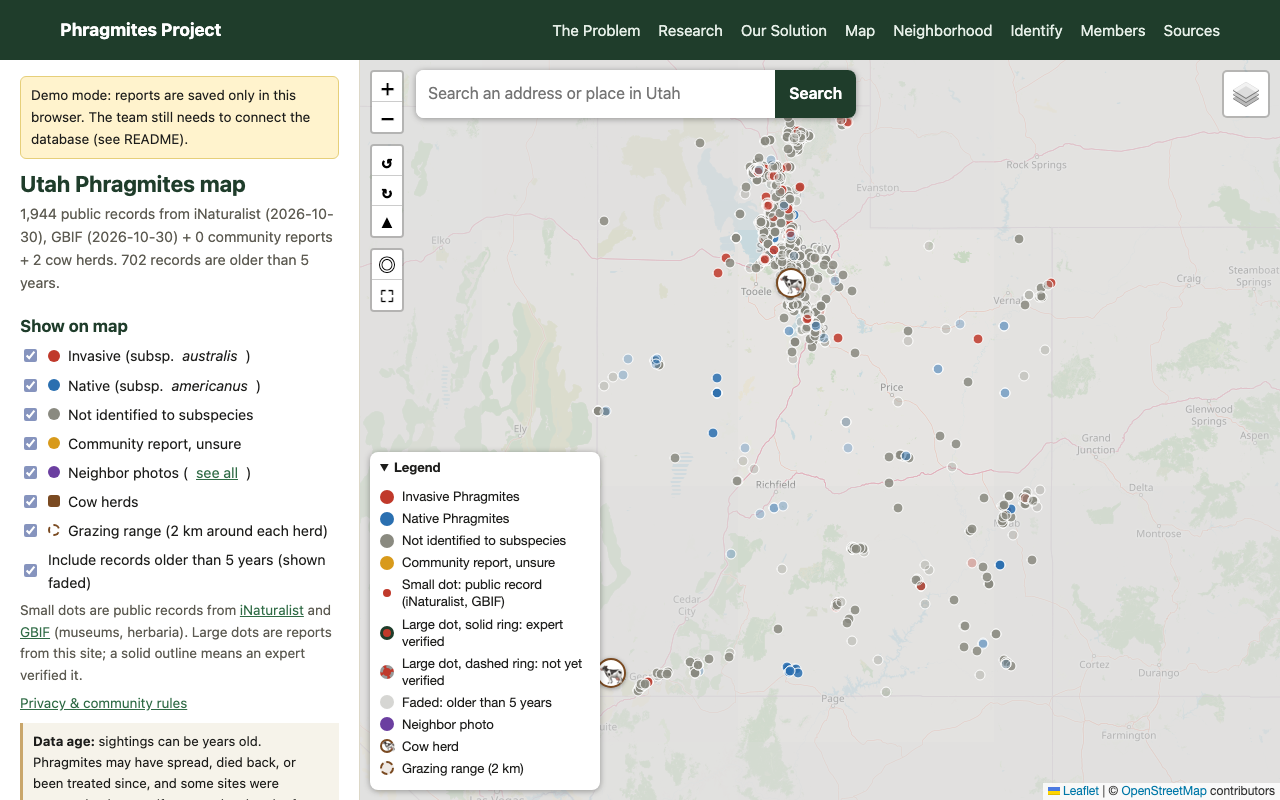 Phragmites Project
The Problem
Research
Our Solution
Map
Neighborhood
Identify
Members
Sources
Demo mode: reports are saved only in this
browser. The team still needs to connect the
database (see README).
Utah Phragmites map
1,944 public records from iNaturalist (2026-10-
30), GBIF (2026-10-30) + 0 community reports
+ 2 cow herds. 702 records are older than 5
years.
Show on map
Invasive (subsp. australis )
Native (subsp. americanus )
Not identified to subspecies
Community report, unsure
Neighbor photos ( see all )
Cow herds
Grazing range (2 km around each herd)
Include records older than 5 years (shown
faded)
Small dots are public records from iNaturalist and
GBIF (museums, herbaria). Large dots are reports
from this site; a solid outline means an expert
verified it.
Privacy & community rules
Data age: sightings can be years old.
Phragmites may have spread, died back, or
been treated since, and some sites were
+
−
Search an address or place in Utah
Search
Rock Springs
Evanston
Elko
Tooele
Craig
Steamboat
Springs
Price
Ely
Glenwood
Springs
Aspen
Grand
Junction
Richfield
Delta
Montrose
Cedar
City
Cortez
Durango
Page
Farmington
▼ Legend
Invasive Phragmites
Native Phragmites
Not identified to subspecies
Community report, unsure
Small dot: public record
(iNaturalist, GBIF)
Large dot, solid ring: expert
verified
Large dot, dashed ring: not yet
verified
Faded: older than 5 years
Neighbor photo
Cow herd
Grazing range (2 km)
Leaflet | © OpenStreetMap contributors